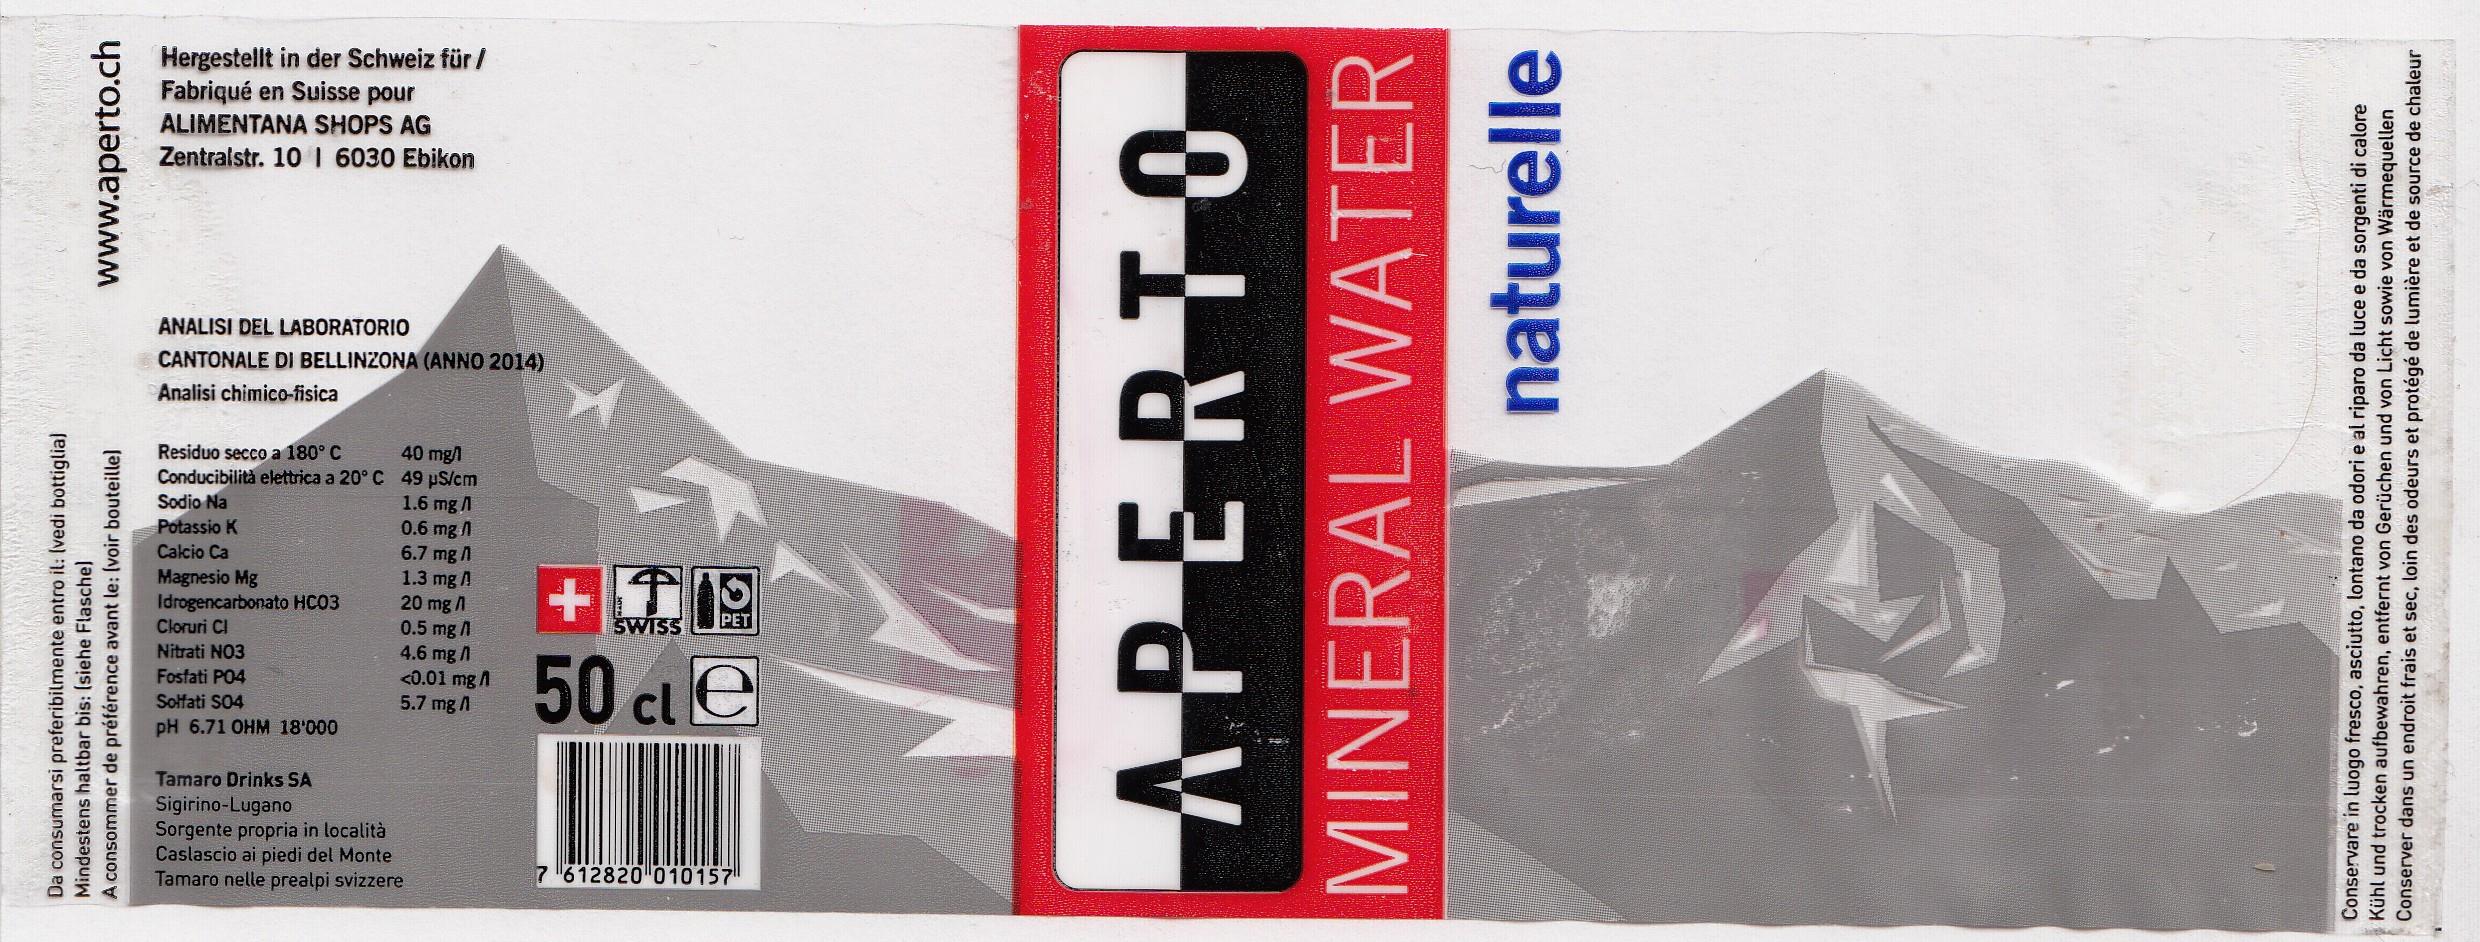 www.aperto.ch
Hergestellt in der Schweiz für /
Fabriqué en Suisse pour
ALIMENTANA SHOPS AG
Zentralstr. 10 | 6030 Ebikon
ANALISI DEL LABORATORIO
CANTONALE DI BELLINZONA (ANNO 2014)
Analisi chimico-fisica
Residuo secco a 180° C 40 mg/l
Conducibilità elettrica a 20° C 49 µS/cm
Sodio Na 1.6 mg/l
Potassio K 0.6 mg/l
Calcio Ca 6.7 mg/l
Magnesio Mg 1.3 mg/l
Idrogencarbonato HCO3 20 mg/l
Cloruri Cl 0.5 mg/l
Nitrati NO3 4.6 mg/l
Fosfati PO4 <0.01 mg/l
Solfati SO4 5.7 mg/l
pH 6.71 OHM 18'000
Tamaro Drinks SA
Sigirino-Lugano
Sorgente propria in località
Caslascio ai piedi del Monte
Tamaro nelle prealpi svizzere
Da consumarsi preferibilmente entro il: (vedi bottiglia)
Mindestens haltbar bis: (siehe Flasche)
A consommer de préférence avant le: (voir bouteille)
SWISS
PET
50 cl e
7 612820 010157
APERTO
MINERAL WATER
naturelle
Conservare in luogo fresco, asciutto, lontano da odori e al riparo da luce e da sorgenti di calore
Kühl und trocken aufbewahren, entfernt von Gerüchen und von Licht sowie von Wärmequellen
Conserver dans un endroit frais et sec, loin des odeurs et protégé de lumière et de source de chaleur